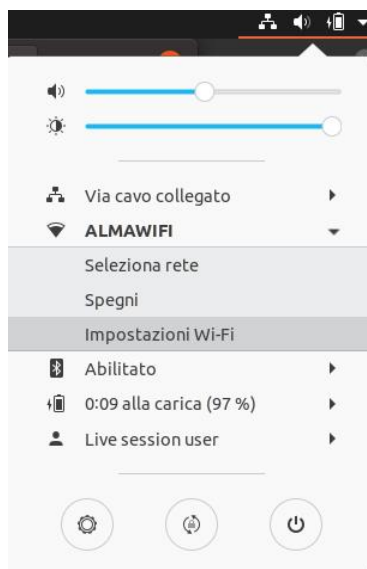 Via cavo collegato
ALMAWIFI
Seleziona rete
Spegni
Impostazioni Wi-Fi
Abilitato
0:09 alla carica (97 %)
Live session user